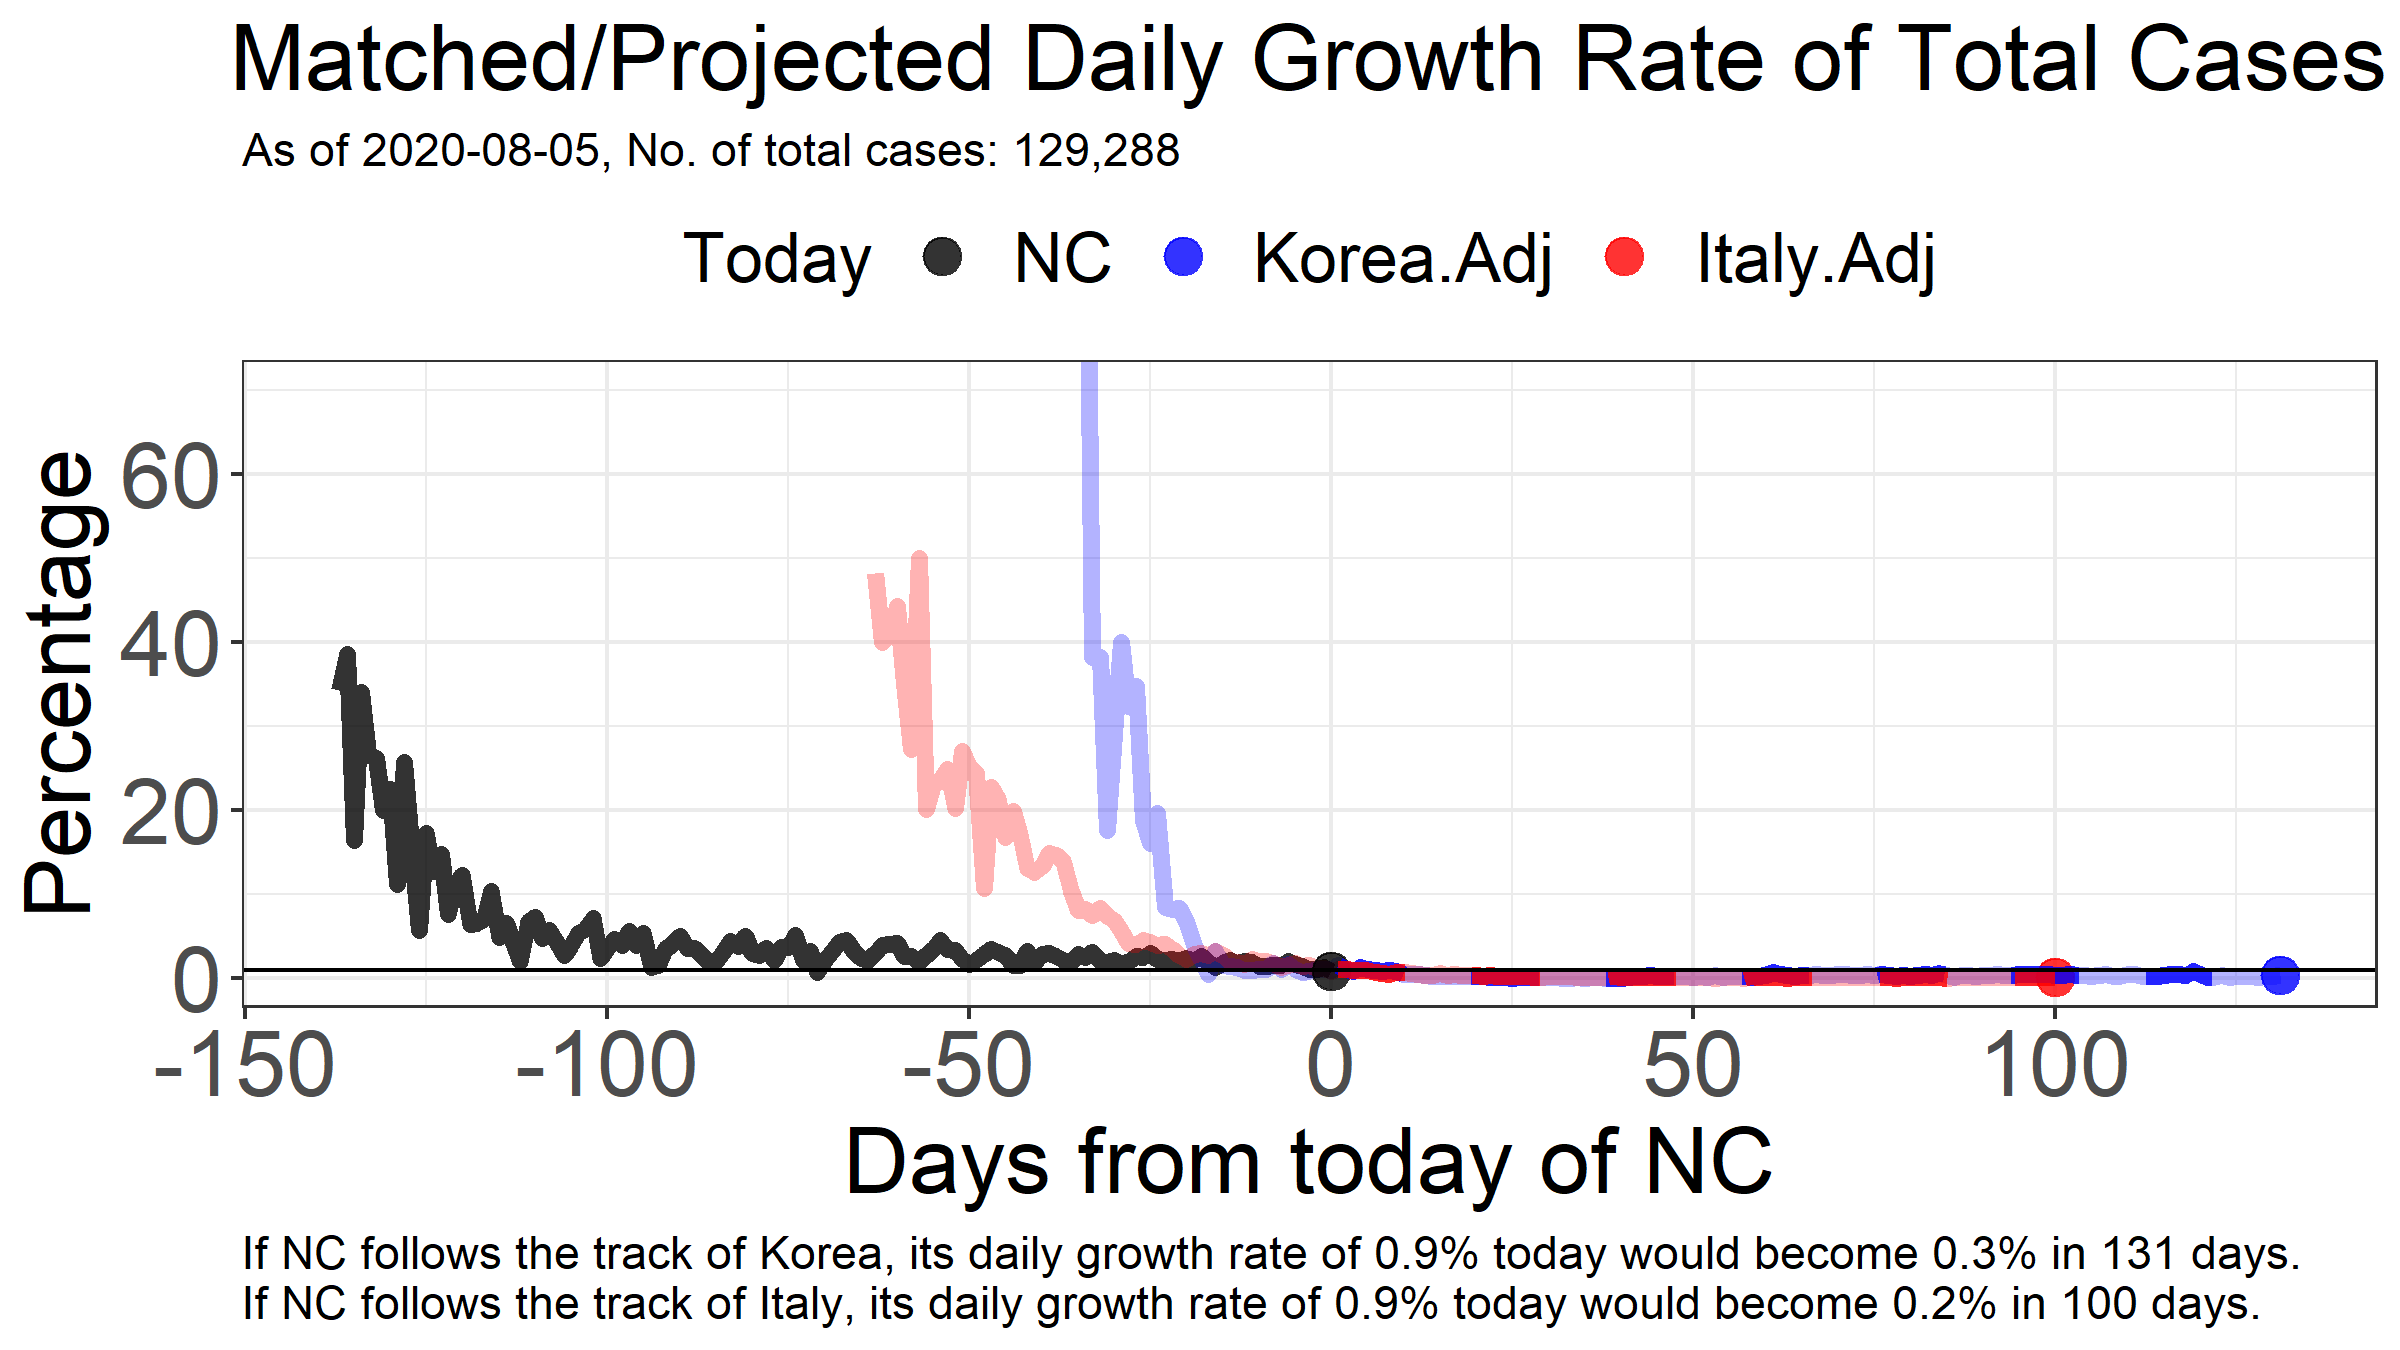 Matched/Projected Daily Growth Rate of Total Cases
As of 2020-08-05, No. of total cases: 129,288
Today NC Korea.Adj Italy.Adj
Percentage
60
40
20
0
-150 -100 -50 0 50 100
Days from today of NC
If NC follows the track of Korea, its daily growth rate of 0.9% today would become 0.3% in 131 days.
If NC follows the track of Italy, its daily growth rate of 0.9% today would become 0.2% in 100 days.